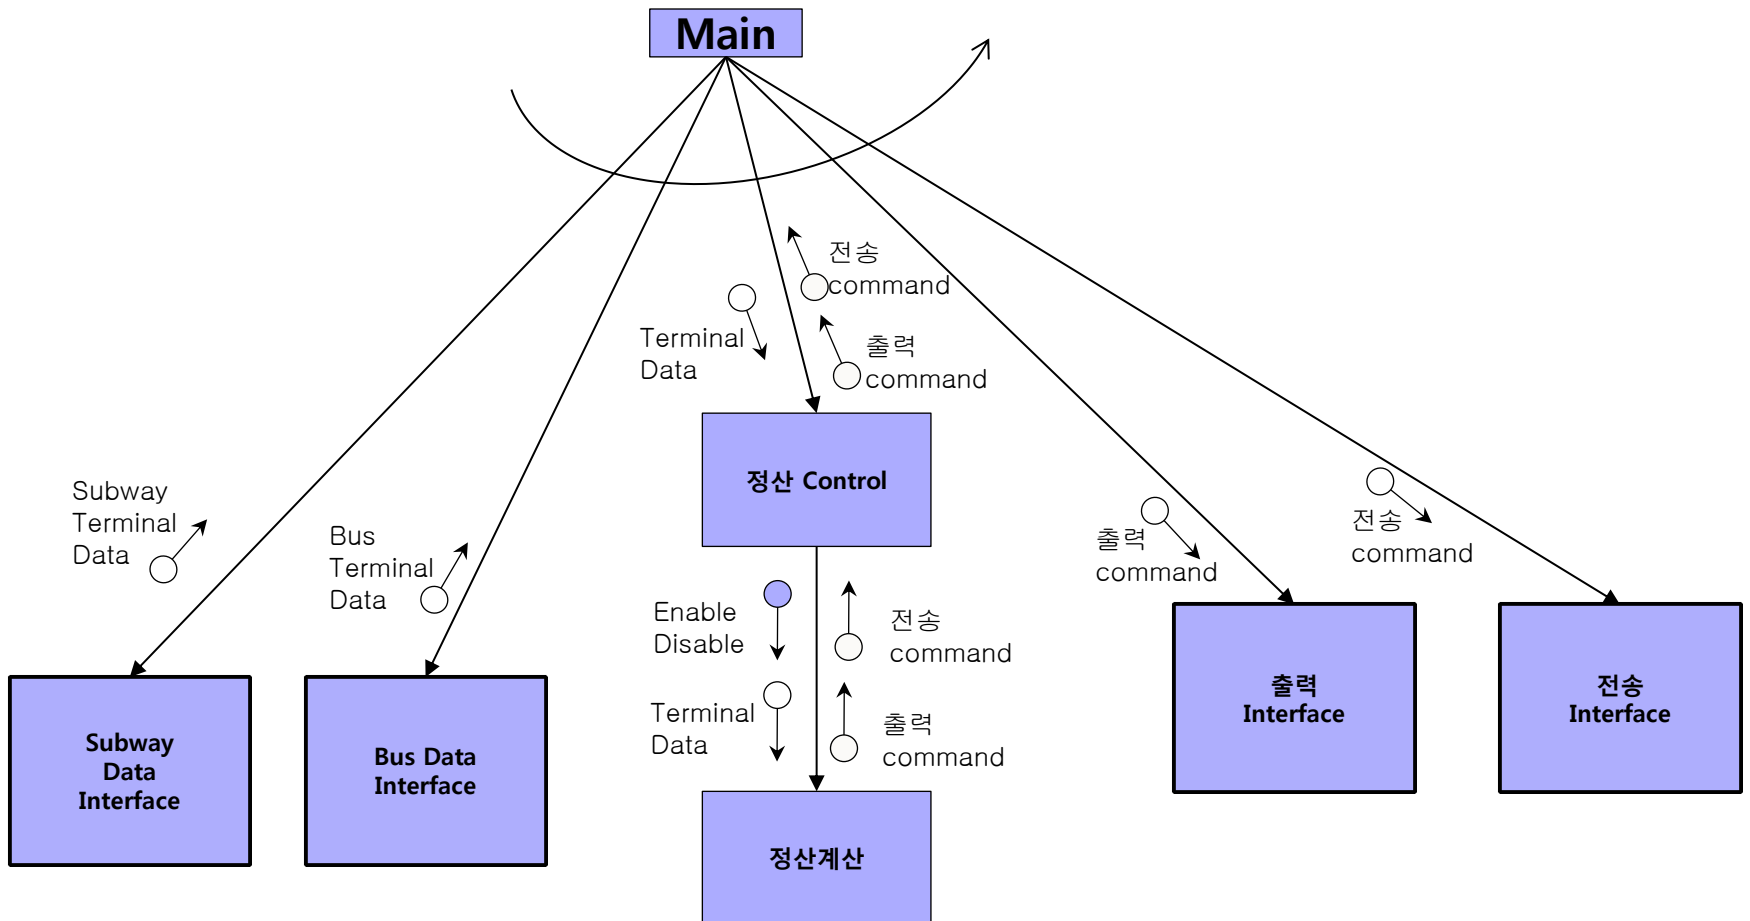 Main
전송
command
Terminal
Data
출력
command
정산 Control
Subway
Terminal
Data
Bus
Terminal
Data
출력
command
전송
command
Enable
Disable
전송
command
Terminal
Data
출력
command
Subway
Data
Interface
Bus Data
Interface
정산계산
출력
Interface
전송
Interface